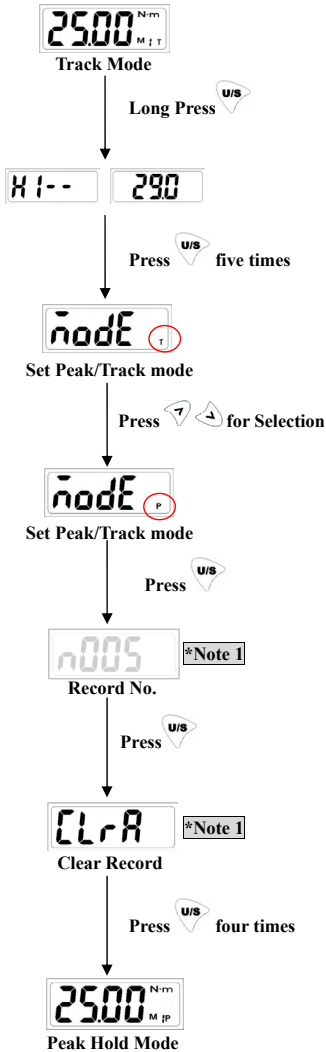 25.00 N·m
M ↕ T
Track Mode
Long Press U/S
HI-- 29.0
Press U/S five times
modE T
Set Peak/Track mode
Press for Selection
modE P
Set Peak/Track mode
Press U/S
n005 *Note 1
Record No.
Press U/S
CLrA *Note 1
Clear Record
Press U/S four times
25.00 N·m
M ↕P
Peak Hold Mode